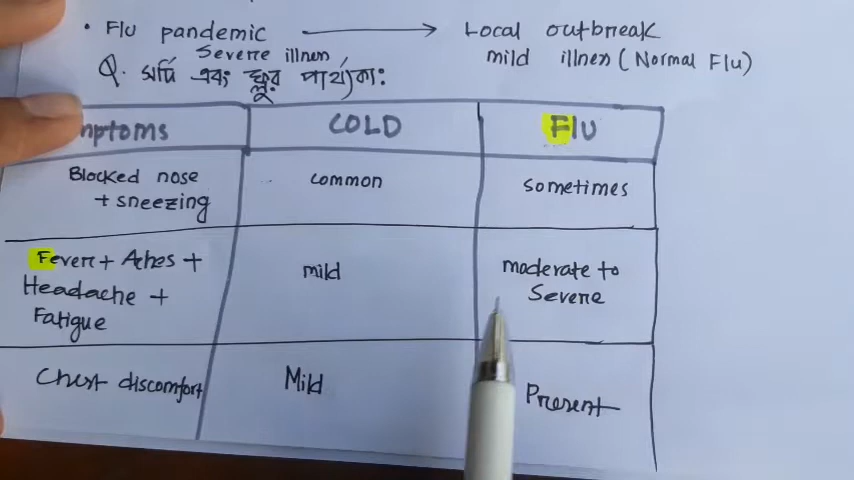 • Flu pandemic → Local outbreak
Severe illness mild illness (Normal Flu)
Q. সর্দি এবং ফ্লুর পার্থক্য:
mptoms COLD Flu
Blocked nose common sometimes
+ sneezing
Fever + Aches + mild moderate to
Headache + Severe
Fatigue
Chest discomfort Mild Present